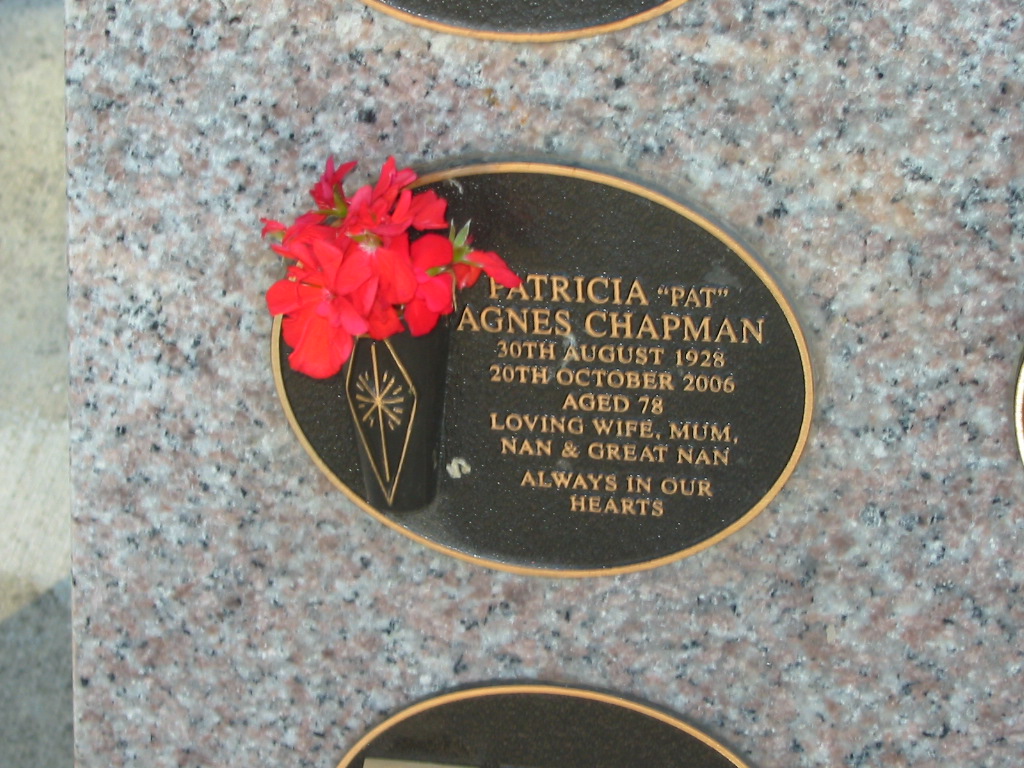 PATRICIA "PAT"
AGNES CHAPMAN
30TH AUGUST 1928
20TH OCTOBER 2006
AGED 78
LOVING WIFE, MUM,
NAN & GREAT NAN
ALWAYS IN OUR
HEARTS